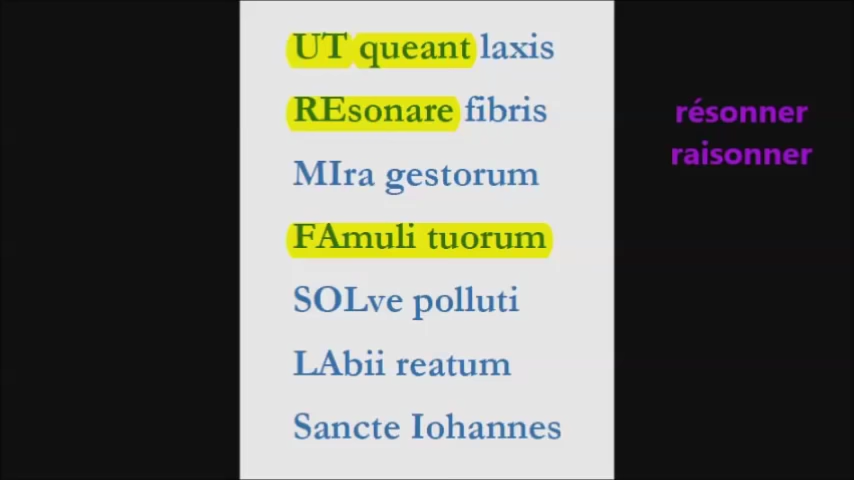 UT queant laxis
REsonare fibris
MIra gestorum
FAmuli tuorum
SOLve polluti
LAbii reatum
Sancte Iohannes
résonner
raisonner